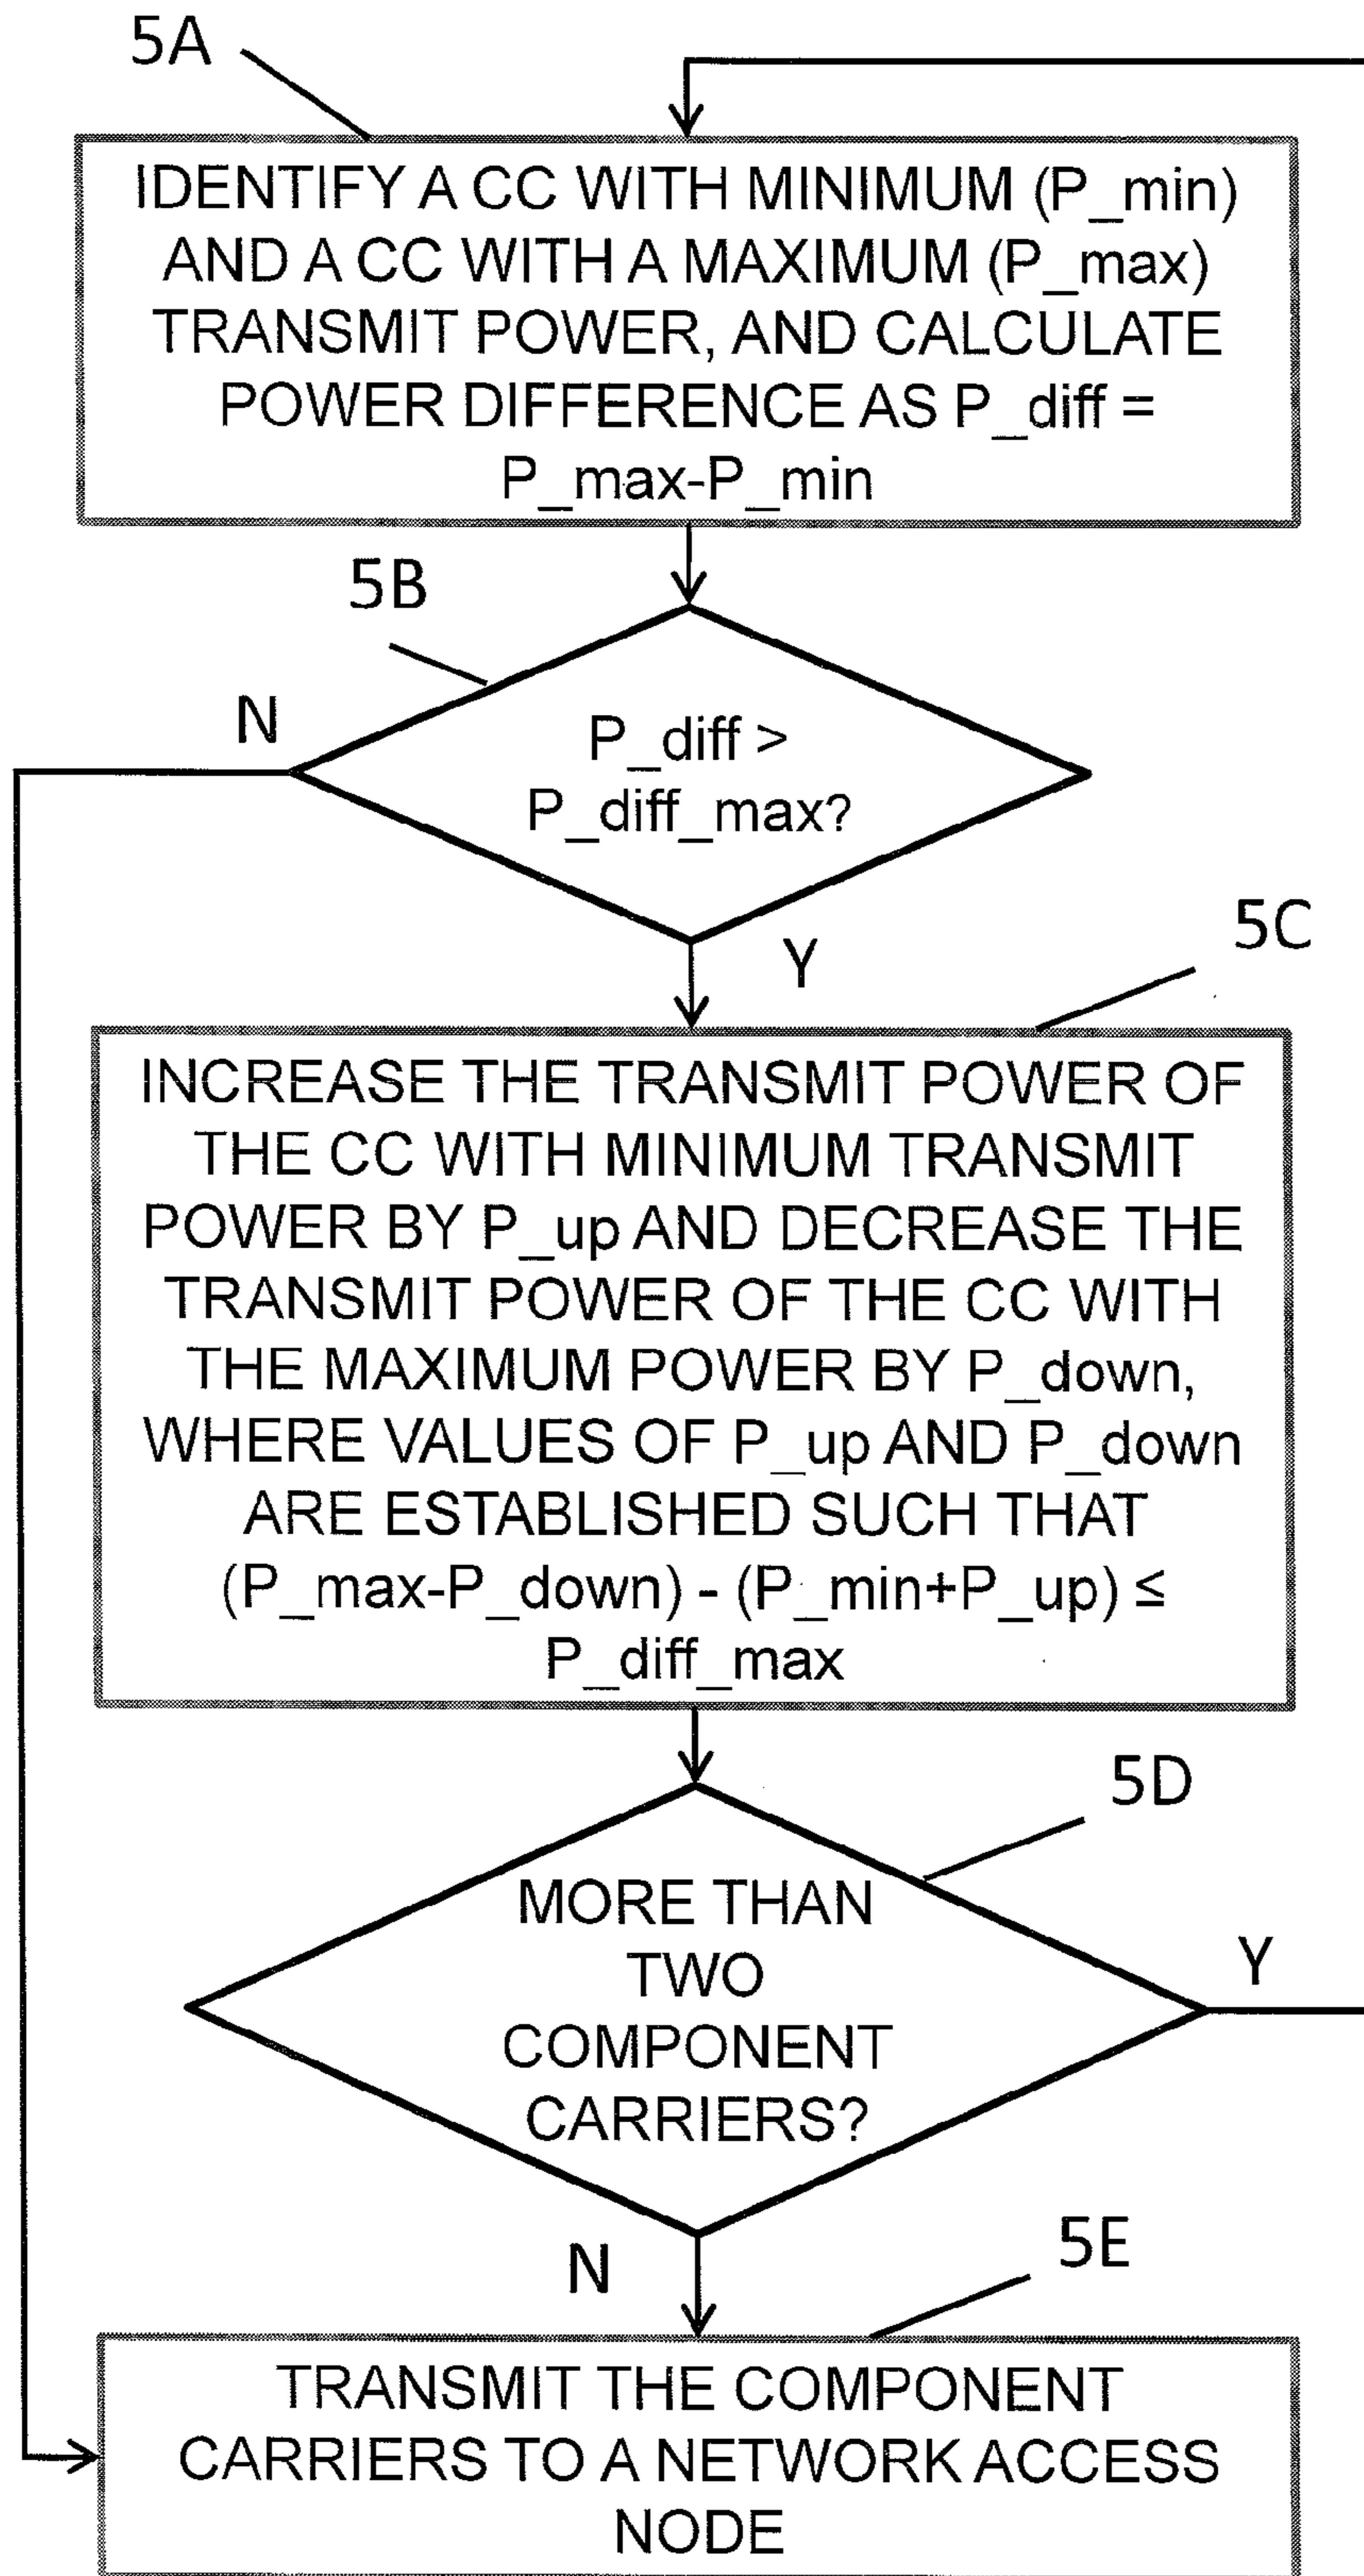 5A
IDENTIFY A CC WITH MINIMUM (P_min)
AND A CC WITH A MAXIMUM (P_max)
TRANSMIT POWER, AND CALCULATE
POWER DIFFERENCE AS P_diff =
P_max-P_min
5B
N
P_diff >
P_diff_max?
Y
5C
INCREASE THE TRANSMIT POWER OF
THE CC WITH MINIMUM TRANSMIT
POWER BY P_up AND DECREASE THE
TRANSMIT POWER OF THE CC WITH
THE MAXIMUM POWER BY P_down,
WHERE VALUES OF P_up AND P_down
ARE ESTABLISHED SUCH THAT
(P_max-P_down) - (P_min+P_up) ≤
P_diff_max
5D
MORE THAN
TWO
COMPONENT
CARRIERS?
Y
N
5E
TRANSMIT THE COMPONENT
CARRIERS TO A NETWORK ACCESS
NODE